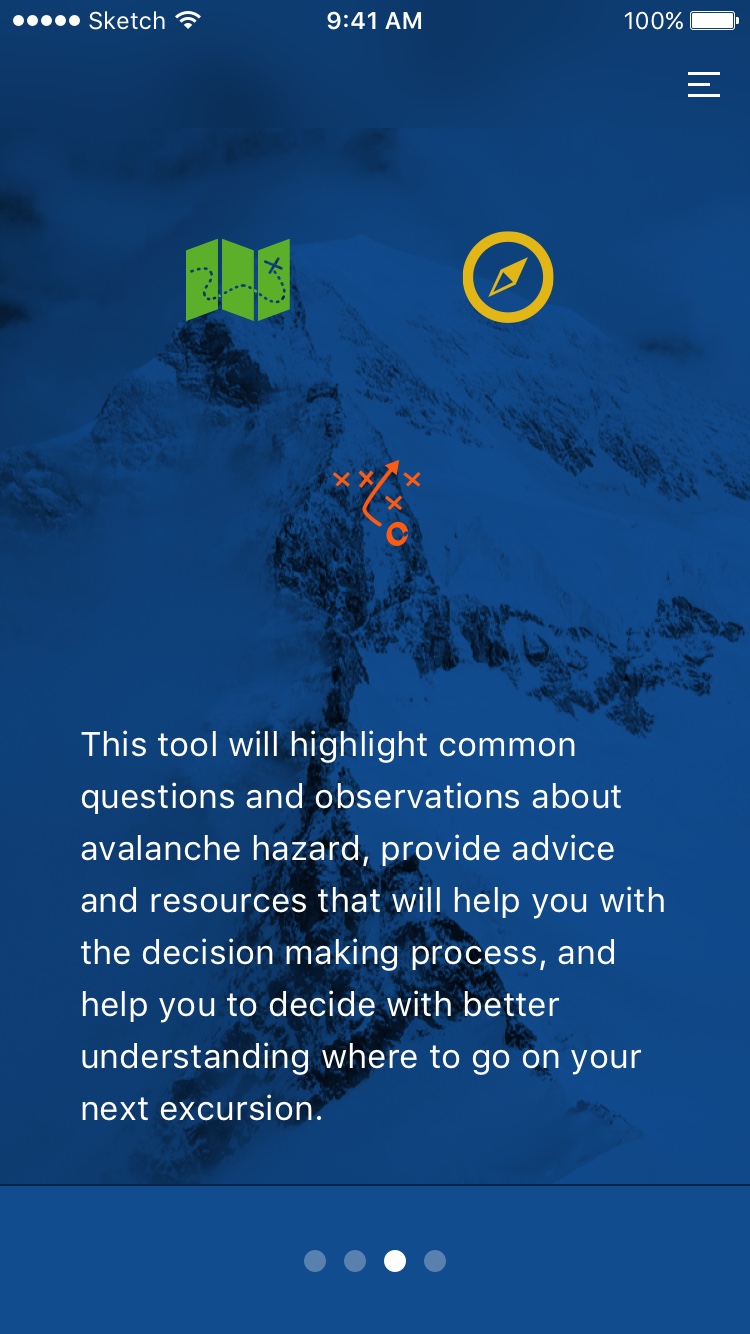 Sketch 9:41 AM 100%
This tool will highlight common
questions and observations about
avalanche hazard, provide advice
and resources that will help you with
the decision making process, and
help you to decide with better
understanding where to go on your
next excursion.